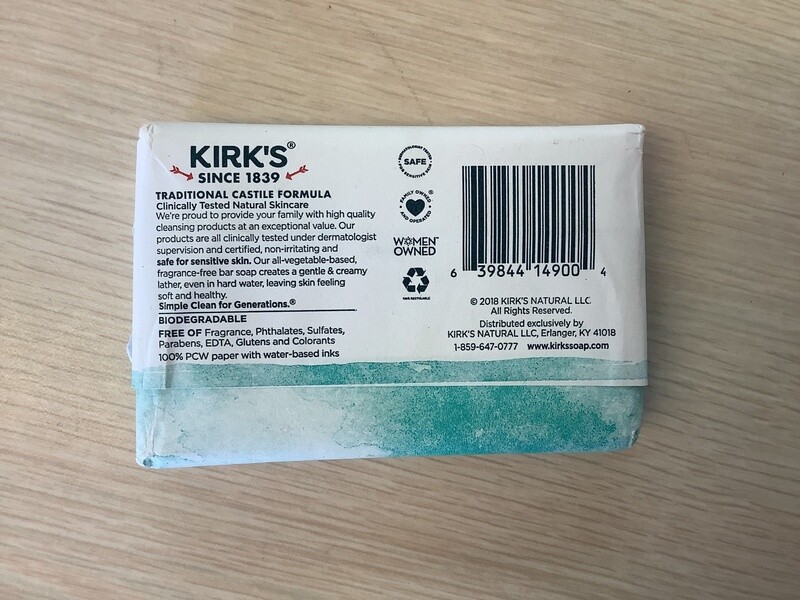 KIRK'S®
SINCE 1839
TRADITIONAL CASTILE FORMULA
Clinically Tested Natural Skincare
We're proud to provide your family with high quality
cleansing products at an exceptional value. Our
products are all clinically tested under dermatologist
supervision and certified, non-irritating and
safe for sensitive skin. Our all-vegetable-based,
fragrance-free bar soap creates a gentle & creamy
lather, even in hard water, leaving skin feeling
soft and healthy.
Simple Clean for Generations.®
BIODEGRADABLE
FREE OF Fragrance, Phthalates, Sulfates,
Parabens, EDTA, Glutens and Colorants
100% PCW paper with water-based inks
DERMATOLOGIST TESTED
SAFE
FOR SENSITIVE SKIN
FAMILY OWNED
AND OPERATED
®
WOMEN™
OWNED
6 39844 14900 4
© 2018 KIRK'S NATURAL LLC.
All Rights Reserved.
Distributed exclusively by
KIRK'S NATURAL LLC, Erlanger, KY 41018
1-859-647-0777 www.kirkssoap.com